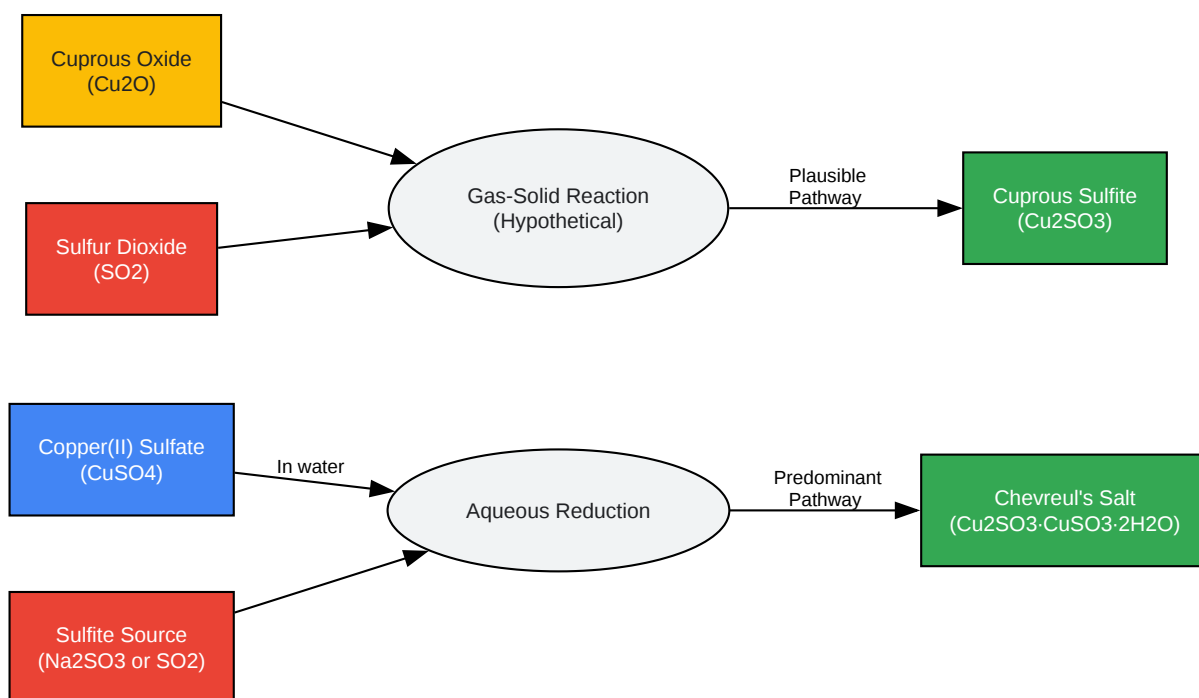 Cuprous Oxide
(Cu2O)
Sulfur Dioxide
(SO2)
Gas-Solid Reaction
(Hypothetical)
Plausible
Pathway
Cuprous Sulfite
(Cu2SO3)
Copper(II) Sulfate
(CuSO4)
In water
Sulfite Source
(Na2SO3 or SO2)
Aqueous Reduction
Predominant
Pathway
Chevreul's Salt
(Cu2SO3·CuSO3·2H2O)